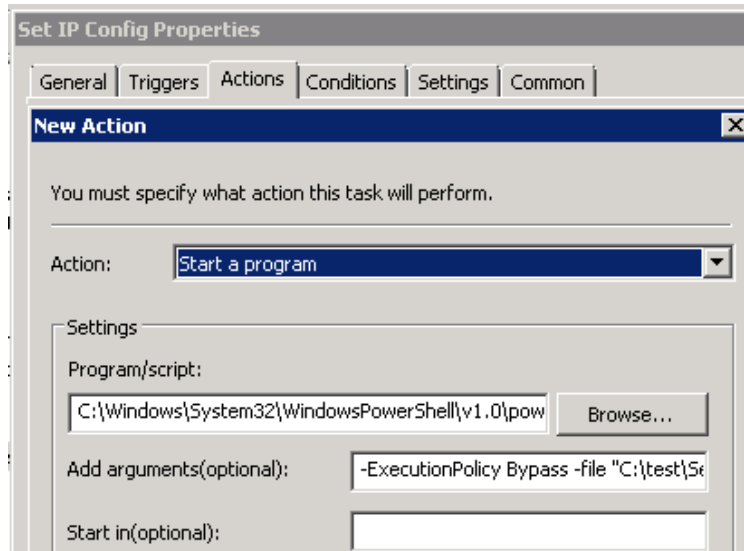 Set IP Config Properties
General Triggers Actions Conditions Settings Common
New Action
You must specify what action this task will perform.
Action: Start a program
Settings
Program/script:
C:\Windows\System32\WindowsPowerShell\v1.0\pow Browse...
Add arguments(optional): -ExecutionPolicy Bypass -file "C:\test\Se
Start in(optional):